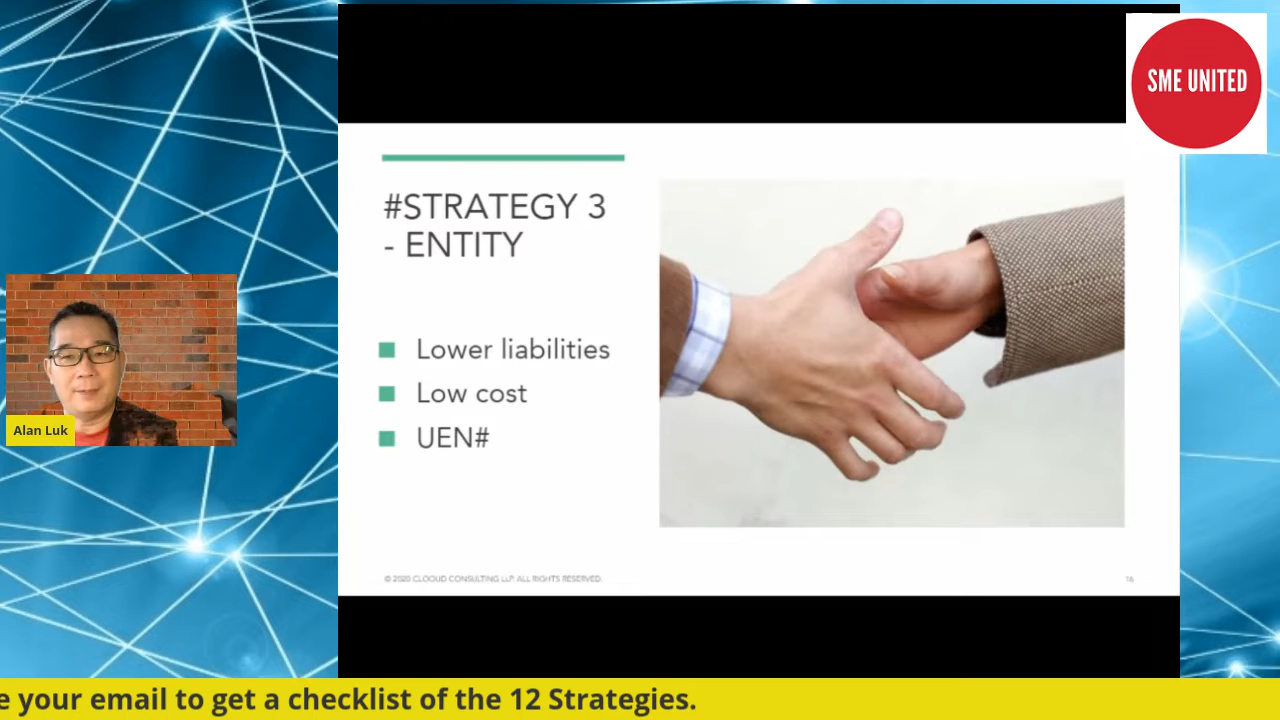 SME UNITED
#STRATEGY 3
- ENTITY
Lower liabilities
Low cost
UEN#
Alan Luk
© 2020 CLOOUD CONSULTING LLP. ALL RIGHTS RESERVED.
16
e your email to get a checklist of the 12 Strategies.